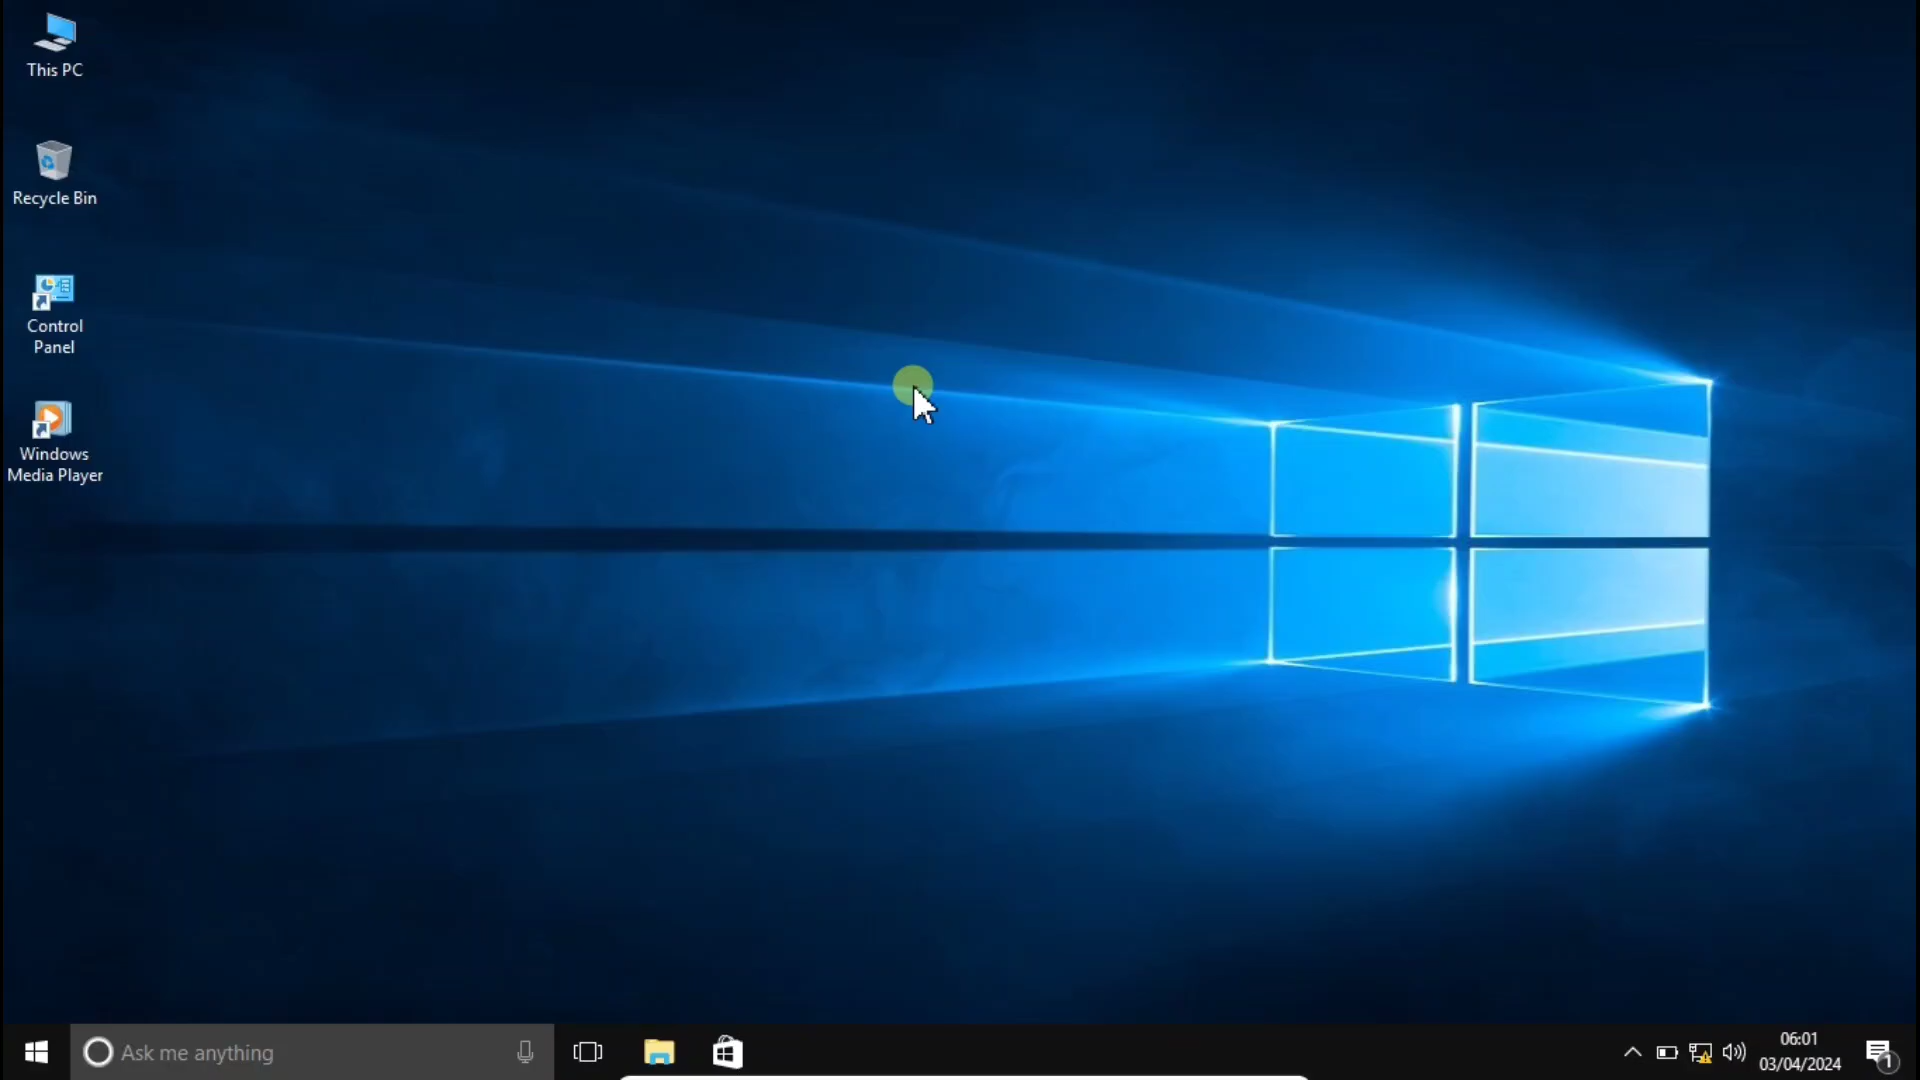 This PC
Recycle Bin
Control
Panel
Windows
Media Player
Ask me anything
06:01
03/04/2024
1